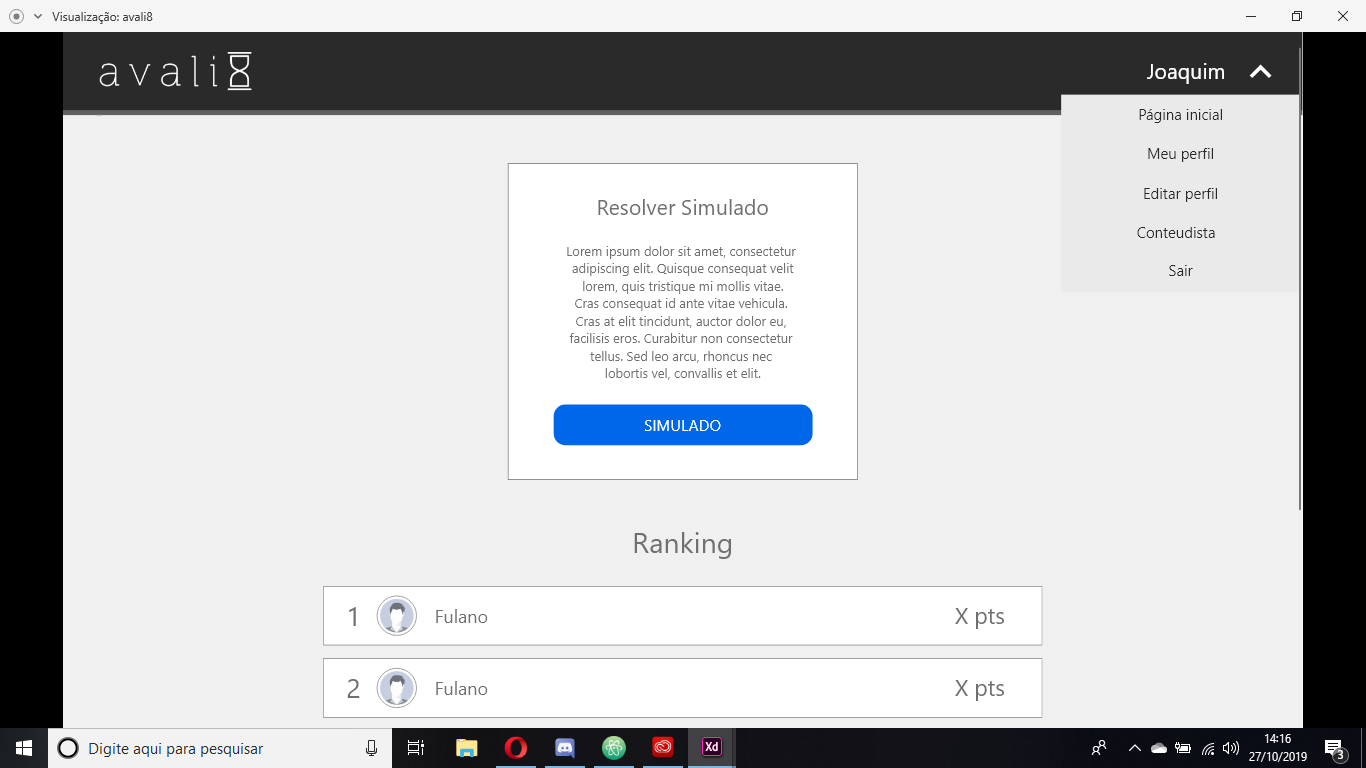 Visualização: avali8
avali8
Joaquim
Página inicial
Meu perfil
Editar perfil
Conteudista
Sair
Resolver Simulado
Lorem ipsum dolor sit amet, consectetur
adipiscing elit. Quisque consequat velit
lorem, quis tristique mi mollis vitae.
Cras consequat id ante vitae vehicula.
Cras at elit tincidunt, auctor dolor eu,
facilisis eros. Curabitur non consectetur
tellus. Sed leo arcu, rhoncus nec
lobortis vel, convallis et elit.
SIMULADO
Ranking
1 Fulano X pts
2 Fulano X pts
Digite aqui para pesquisar
Xd
14:16
27/10/2019
3